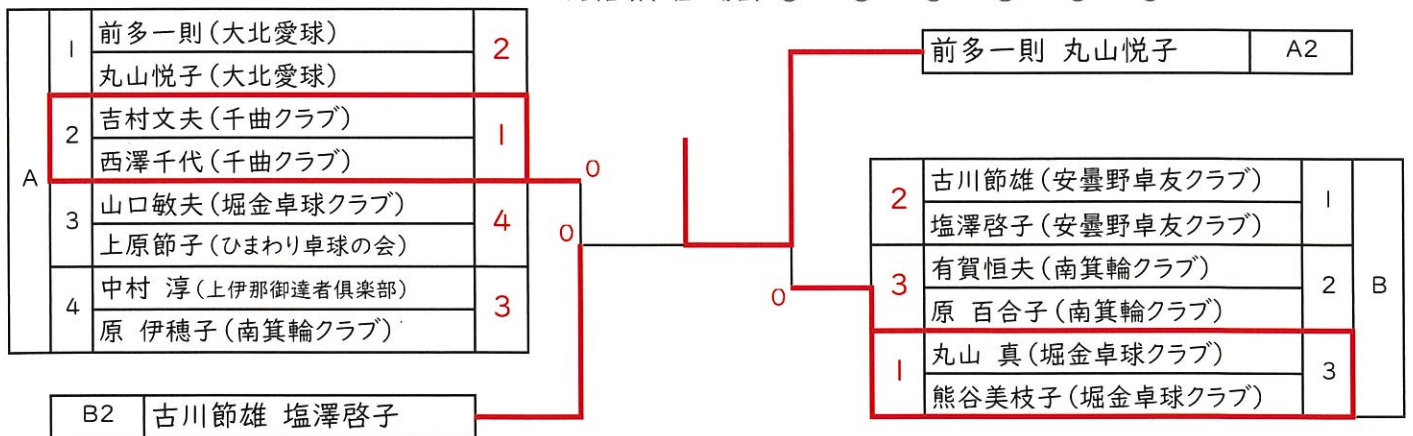 A
1
前多一則(大北愛球)
丸山悦子(大北愛球)
2
2
吉村文夫(千曲クラブ)
西澤千代(千曲クラブ)
1
3
山口敏夫(堀金卓球クラブ)
上原節子(ひまわり卓球の会)
4
4
中村 淳(上伊那御達者俱楽部)
原 伊穂子(南箕輪クラブ)
3
B2 古川節雄 塩澤啓子
0
0
0
前多一則 丸山悦子 A2
2
古川節雄(安曇野卓友クラブ)
塩澤啓子(安曇野卓友クラブ)
1
3
有賀恒夫(南箕輪クラブ)
原 百合子(南箕輪クラブ)
2
1
丸山 真(堀金卓球クラブ)
熊谷美枝子(堀金卓球クラブ)
3
B